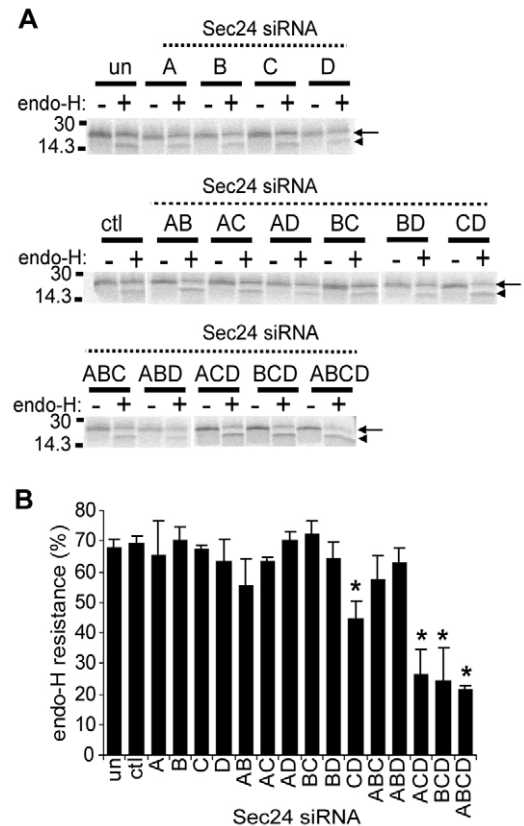 A
Sec24 siRNA
un A B C D
endo-H: - + - + - + - + - +
30
14.3
Sec24 siRNA
ctl AB AC AD BC BD CD
endo-H: - + - + - + - + - + - + - +
30
14.3
Sec24 siRNA
ABC ABD ACD BCD ABCD
endo-H: - + - + - + - + - +
30
14.3
B
endo-H resistance (%)
80
70
60
50
40
30
20
10
0
* * * *
un ctl A B C D AB AC AD BC BD CD ABC ABD ACD BCD ABCD
Sec24 siRNA